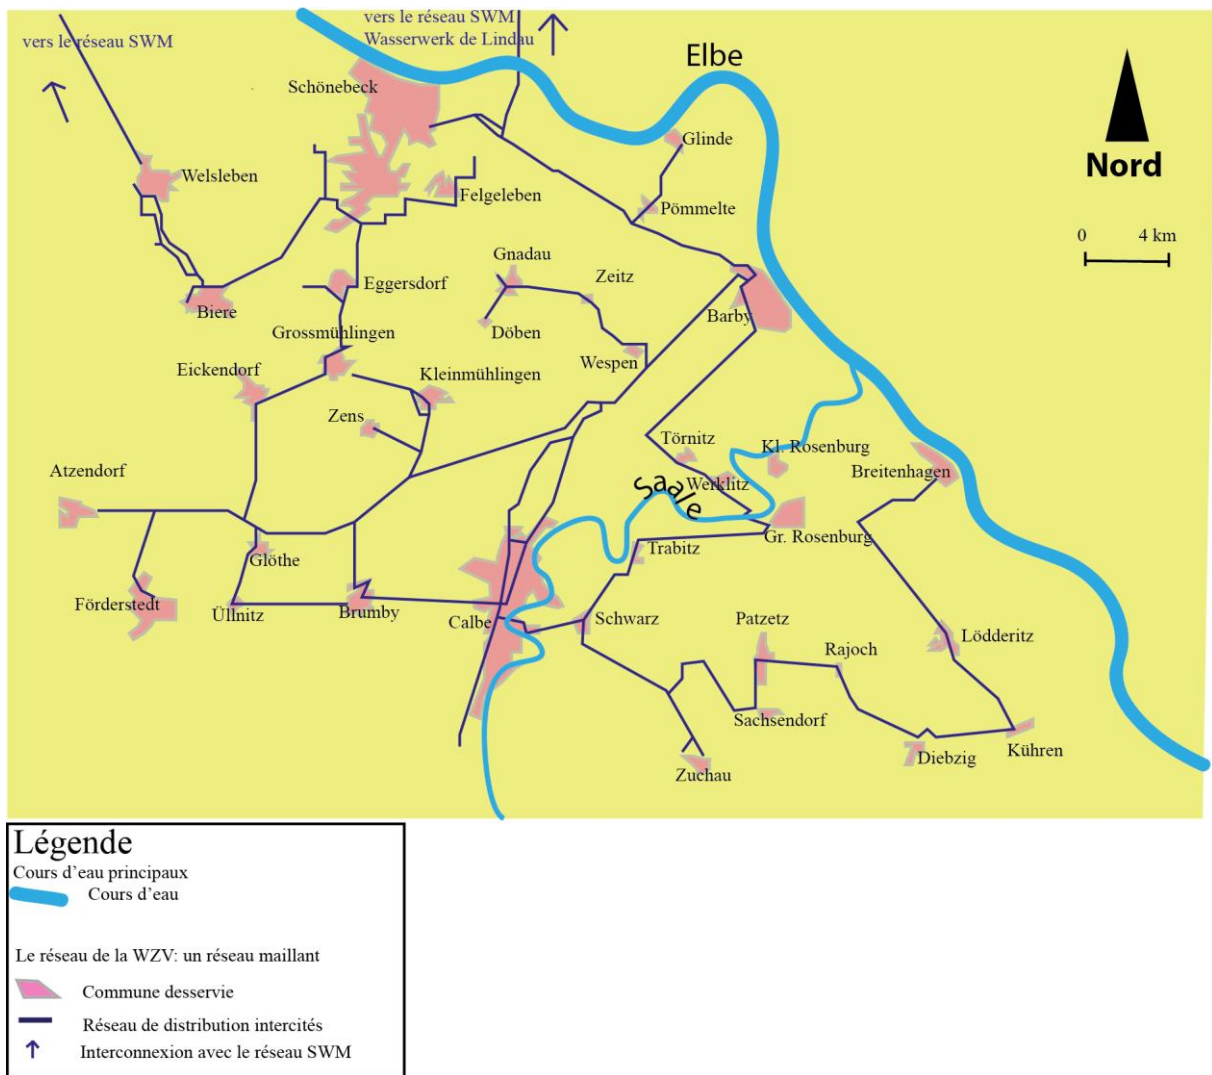 vers le réseau SWM
vers le réseau SWM
Wasserwerk de Lindau
Elbe
Schönebeck
Glinde
Nord
Welsleben
Felgeleben
Pömmelte
0 4 km
Gnadau
Zeitz
Eggersdorf
Biere
Barby
Grossmühlingen
Döben
Wespen
Eickendorf
Kleinmühlingen
Zens
Törnitz
Kl. Rosenburg
Atzendorf
Breitenhagen
Werklitz
Saale
Gr. Rosenburg
Trabitz
Glöthe
Förderstedt
Üllnitz
Brumby
Calbe
Schwarz
Patzetz
Rajoch
Lödderitz
Sachsendorf
Zuchau
Diebzig
Kühren
Légende
Cours d'eau principaux
Cours d'eau
Le réseau de la WZV: un réseau maillant
Commune desservie
Réseau de distribution intercités
Interconnexion avec le réseau SWM